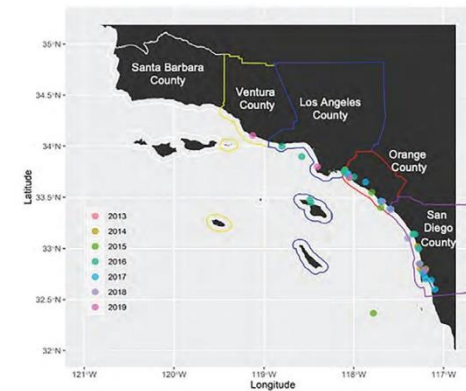 35°N
34.5°N
34°N
33.5°N
33°N
32.5°N
32°N
Latitude
Santa Barbara
County
Ventura
County
Los Angeles
County
Orange
County
San
Diego
County
2013
2014
2015
2016
2017
2018
2019
121°W
120°W
119°W
118°W
117°W
Longitude